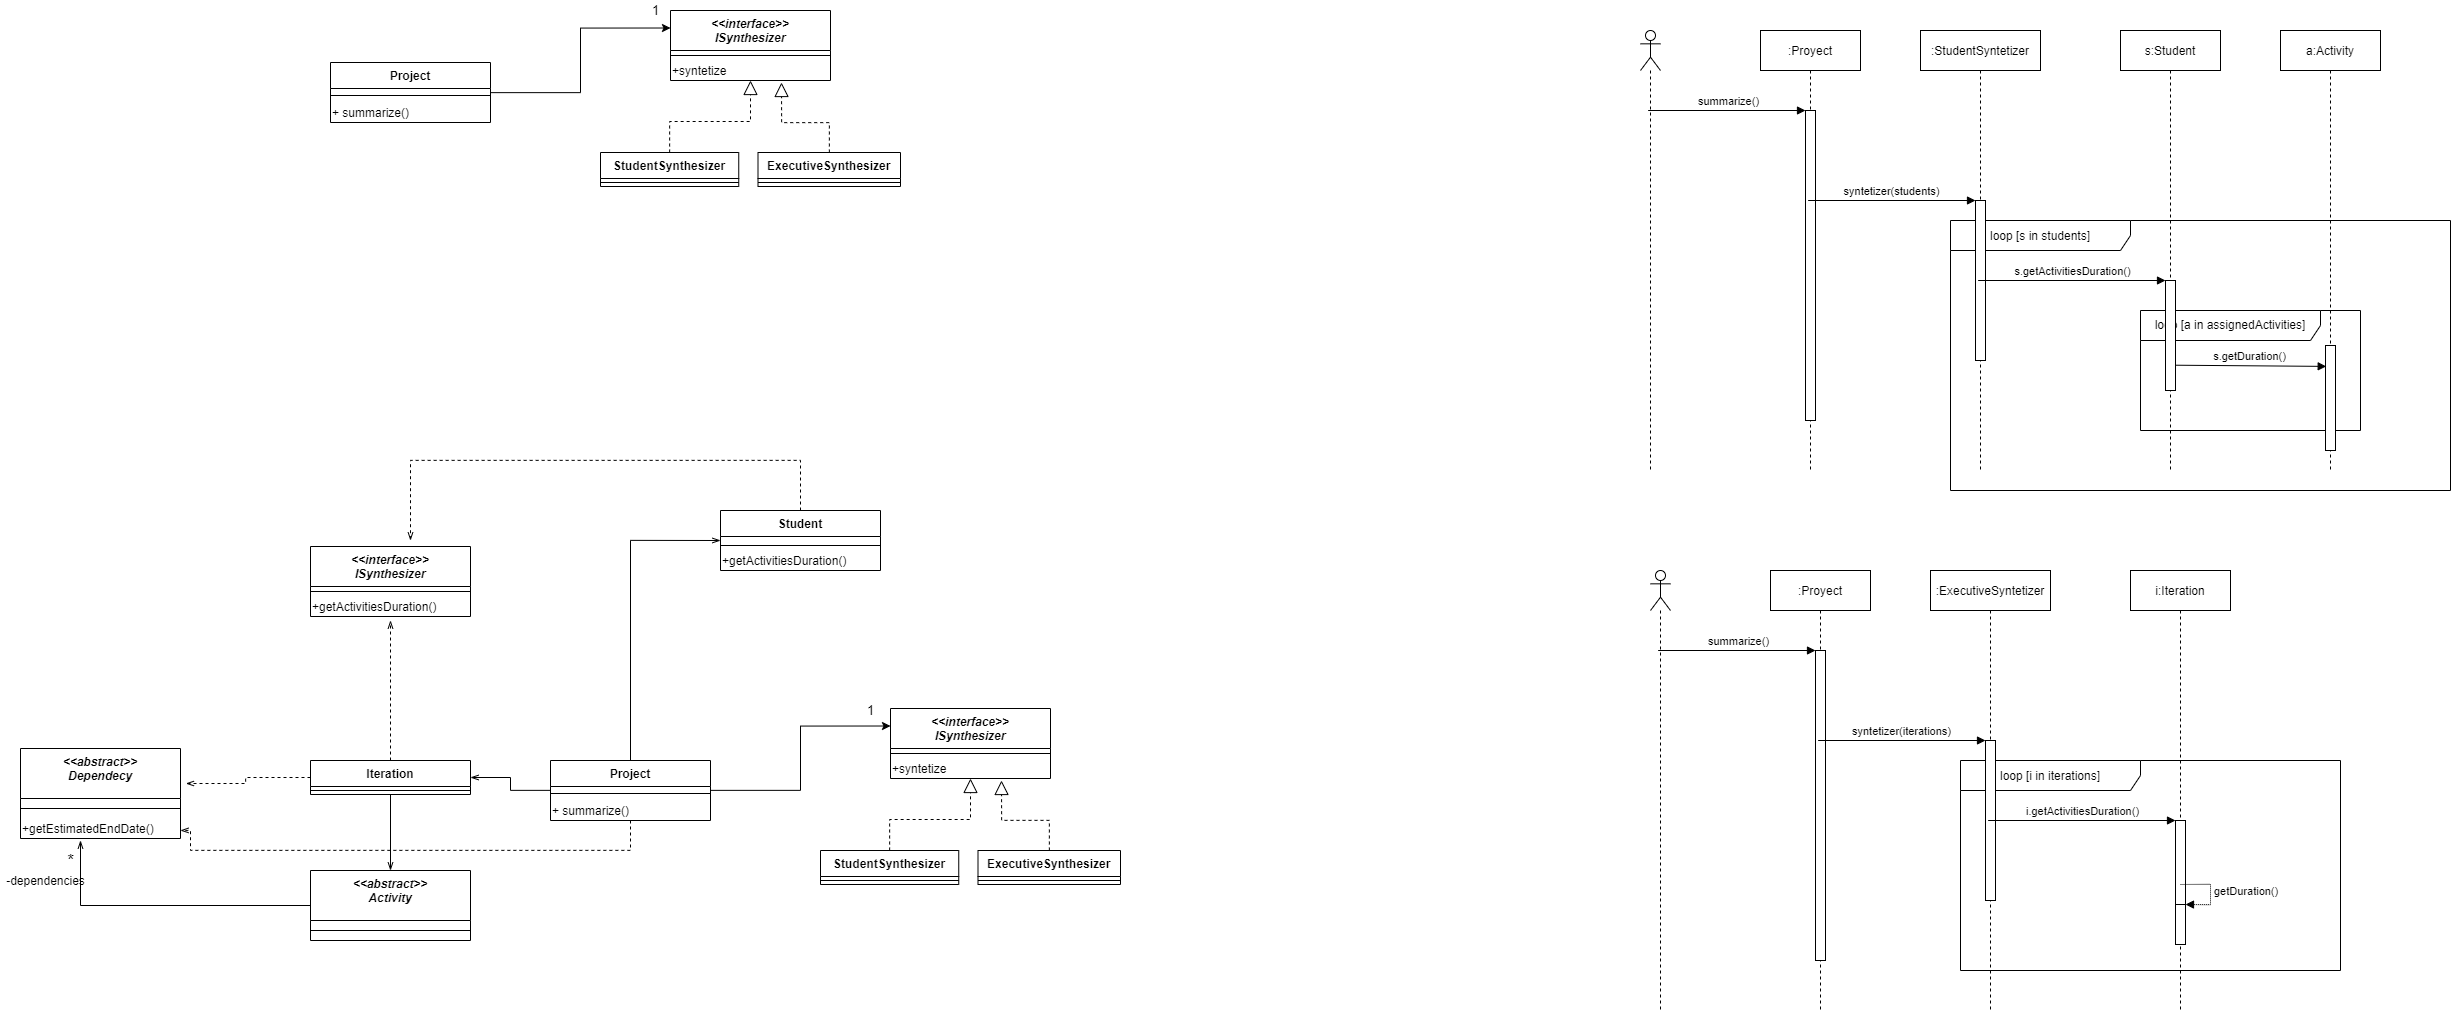 1
<<interface>>
ISynthesizer
+syntetize
Project
+ summarize()
StudentSynthesizer
ExecutiveSynthesizer
:Proyect
:StudentSyntetizer
s:Student
a:Activity
summarize()
syntetizer(students)
loop [s in students]
s.getActivitiesDuration()
loop [a in assignedActivities]
s.getDuration()
Student
+getActivitiesDuration()
<<interface>>
ISynthesizer
+getActivitiesDuration()
1
<<interface>>
ISynthesizer
+syntetize
<<abstract>>
Dependecy
+getEstimatedEndDate()
Iteration
Project
+ summarize()
*
-dependencies
<<abstract>>
Activity
StudentSynthesizer
ExecutiveSynthesizer
:Proyect
:ExecutiveSyntetizer
i:Iteration
summarize()
syntetizer(iterations)
loop [i in iterations]
i.getActivitiesDuration()
getDuration()